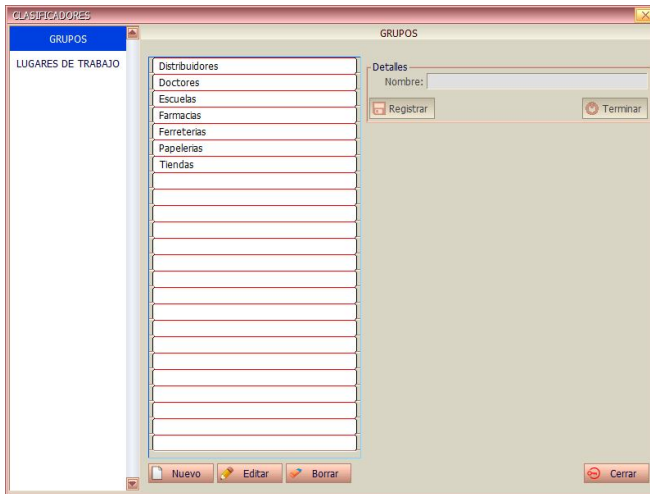 CLASIFICADORES
GRUPOS
LUGARES DE TRABAJO
GRUPOS
Distribuidores
Doctores
Escuelas
Farmacias
Ferreterias
Papelerias
Tiendas
Detalles
Nombre:
Registrar
Terminar
Nuevo
Editar
Borrar
Cerrar